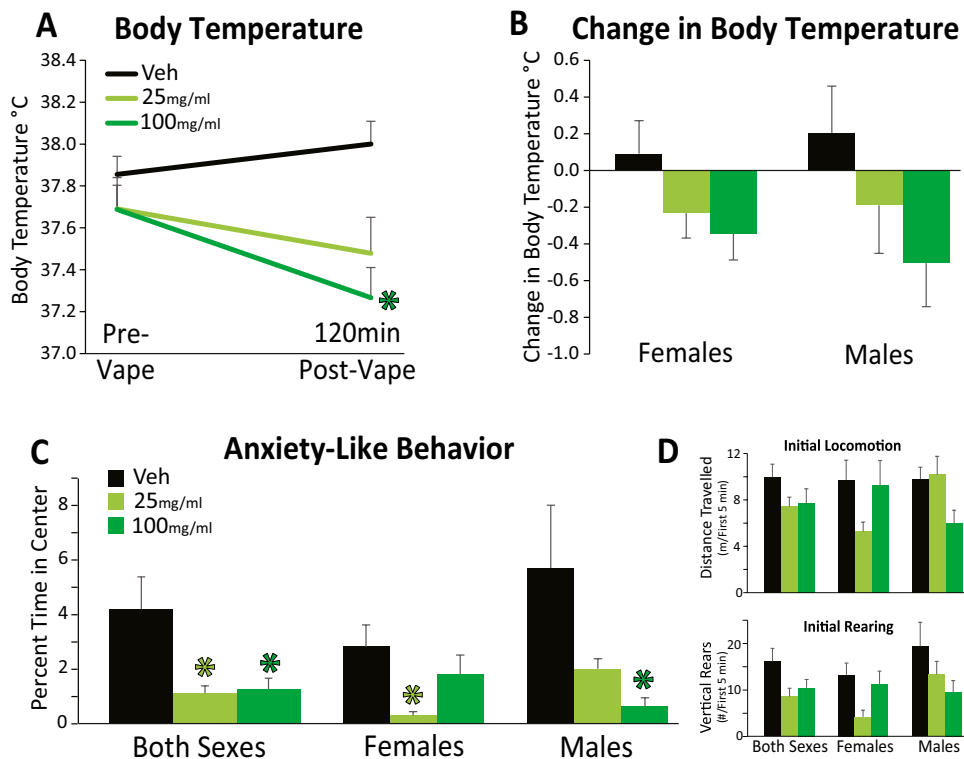 A
Body Temperature
Body Temperature °C
38.4
38.2
38.0
37.8
37.6
37.4
37.2
37.0
Veh
25mg/ml
100mg/ml
Pre-
Vape
120min
Post-Vape
B
Change in Body Temperature
Change in Body Temperature °C
0.6
0.4
0.2
0.0
-0.2
-0.4
-0.6
-0.8
-1.0
Females
Males
C
Anxiety-Like Behavior
Percent Time in Center
Veh
25mg/ml
100mg/ml
8
6
4
2
0
Both Sexes
Females
Males
D
Initial Locomotion
Distance Travelled
(m/First 5 min)
12
8
4
0
Initial Rearing
Vertical Rears
(#/First 5 min)
20
10
0
Both Sexes
Females
Males